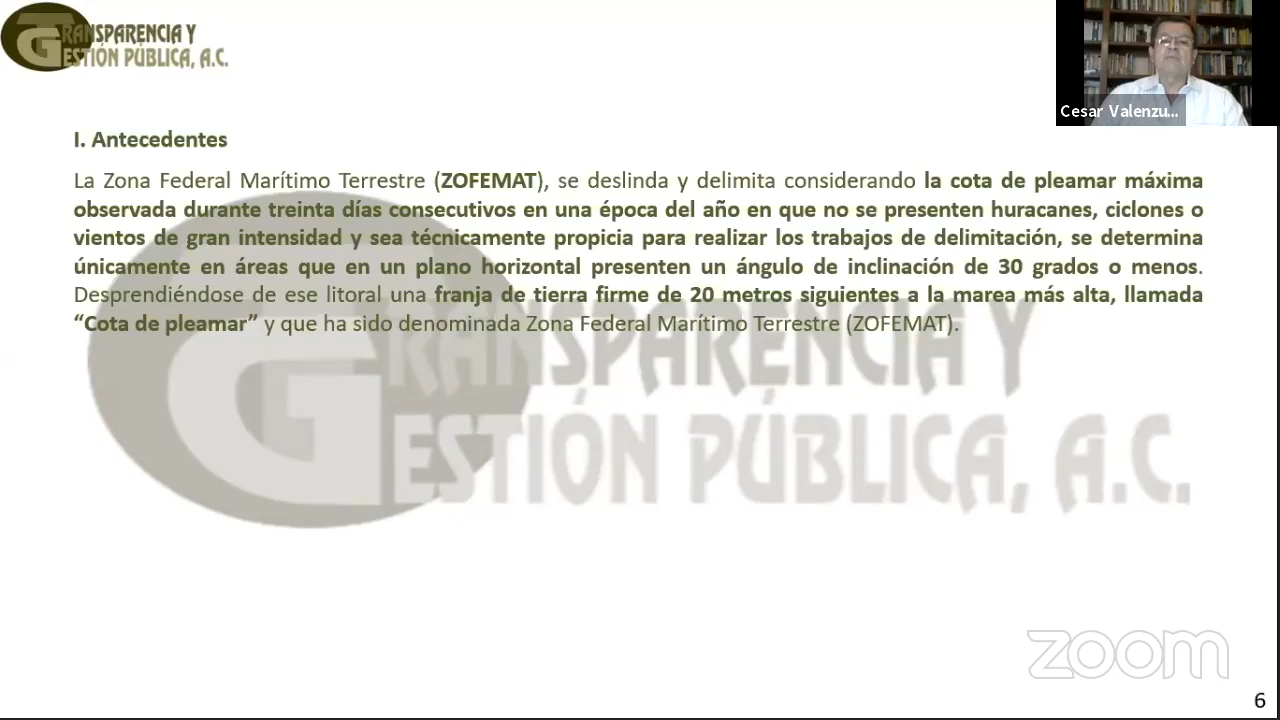 TRANSPARENCIA Y
GESTIÓN PÚBLICA, A.C.
Cesar Valenzu...
I. Antecedentes
La Zona Federal Marítimo Terrestre (ZOFEMAT), se deslinda y delimita considerando la cota de pleamar máxima
observada durante treinta días consecutivos en una época del año en que no se presenten huracanes, ciclones o
vientos de gran intensidad y sea técnicamente propicia para realizar los trabajos de delimitación, se determina
únicamente en áreas que en un plano horizontal presenten un ángulo de inclinación de 30 grados o menos.
Desprendiéndose de ese litoral una franja de tierra firme de 20 metros siguientes a la marea más alta, llamada
“Cota de pleamar” y que ha sido denominada Zona Federal Marítimo Terrestre (ZOFEMAT).
TRANSPARENCIA Y
GESTIÓN PÚBLICA, A.C.
zoom
6